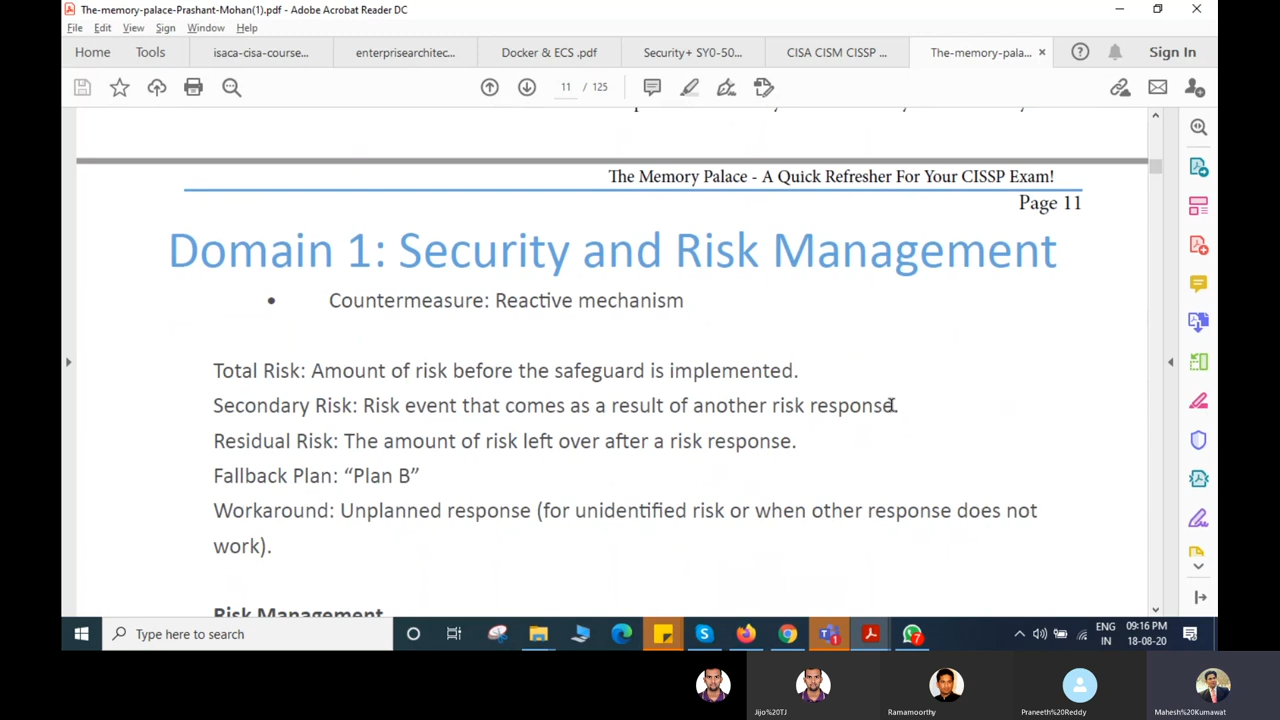 The-memory-palace-Prashant-Mohan(1).pdf - Adobe Acrobat Reader DC
File Edit View Sign Window Help
Home Tools isaca-cisa-course... enterprisearchitec... Docker & ECS .pdf Security+ SY0-50... CISA CISM CISSP ... The-memory-pala... Sign In
11 / 125
The Memory Palace - A Quick Refresher For Your CISSP Exam!
Page 11
Domain 1: Security and Risk Management
• Countermeasure: Reactive mechanism
Total Risk: Amount of risk before the safeguard is implemented.
Secondary Risk: Risk event that comes as a result of another risk response.
Residual Risk: The amount of risk left over after a risk response.
Fallback Plan: “Plan B”
Workaround: Unplanned response (for unidentified risk or when other response does not
work).
Risk Management
Type here to search
1
7
ENG
IN
09:16 PM
18-08-20
Jijo%20TJ Ramamoorthy Praneeth%20Reddy Mahesh%20Kumawat